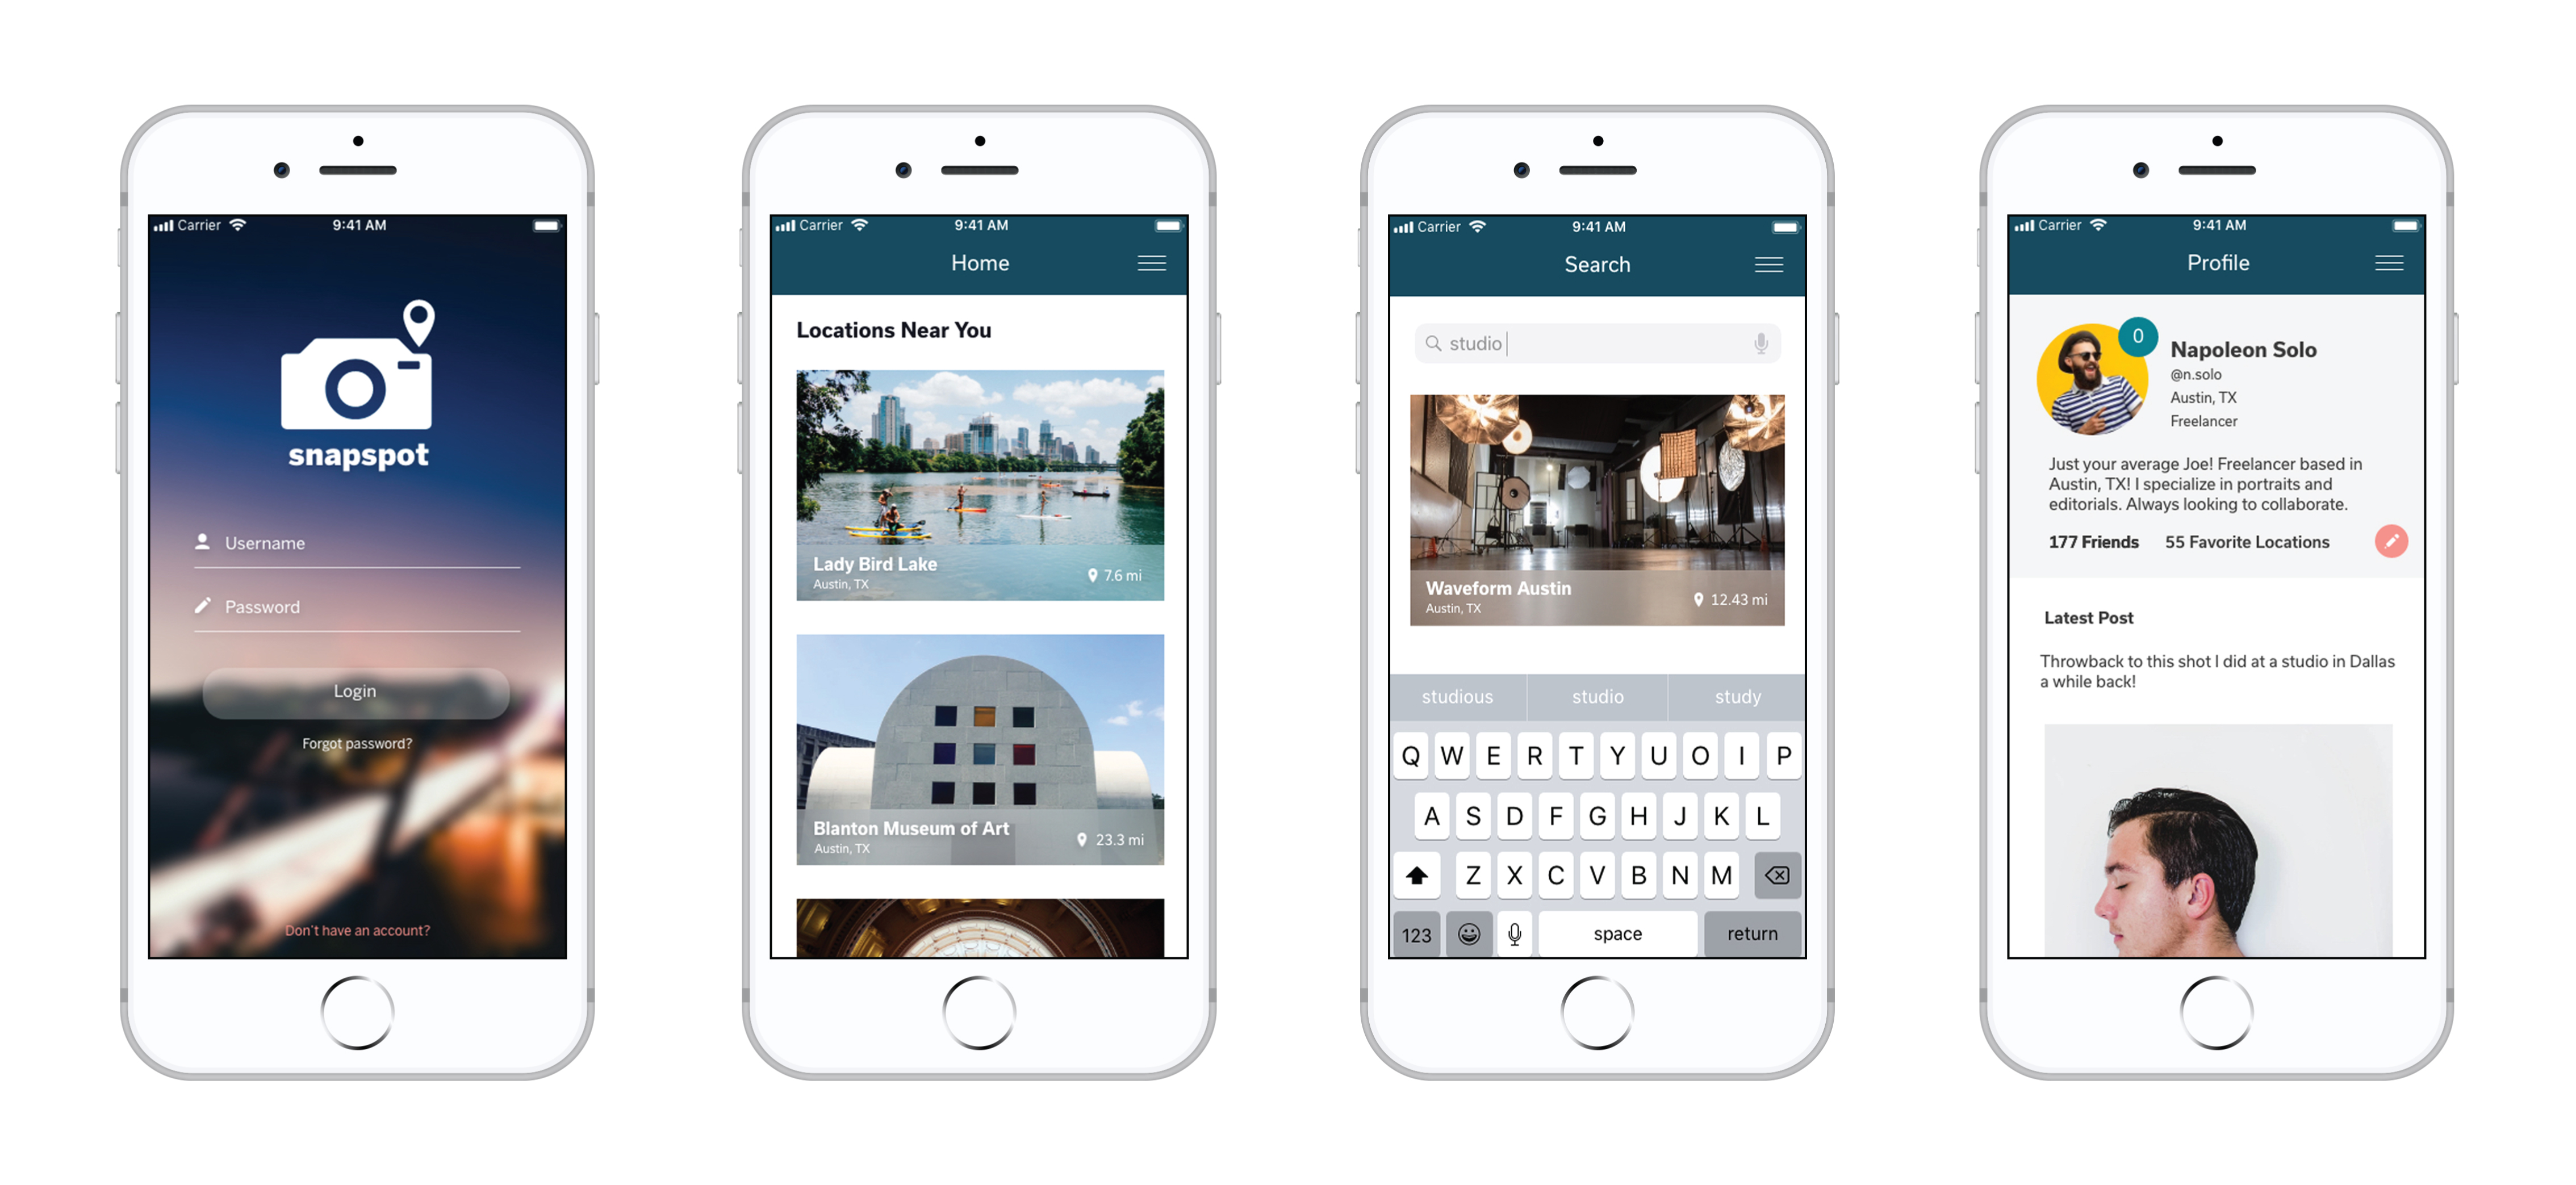 Carrier 9:41 AM
snapspot
Username
Password
Login
Forgot password?
Don't have an account?
Carrier 9:41 AM
Home
Locations Near You
Lady Bird Lake
Austin, TX
7.6 mi
Blanton Museum of Art
Austin, TX
23.3 mi
Carrier 9:41 AM
Search
studio
Waveform Austin
Austin, TX
12.43 mi
studious studio study
Q W E R T Y U O I P
A S D F G H J K L
Z X C V B N M
123 space return
Carrier 9:41 AM
Profile
0
Napoleon Solo
@n.solo
Austin, TX
Freelancer
Just your average Joe! Freelancer based in
Austin, TX! I specialize in portraits and
editorials. Always looking to collaborate.
177 Friends 55 Favorite Locations
Latest Post
Throwback to this shot I did at a studio in Dallas
a while back!